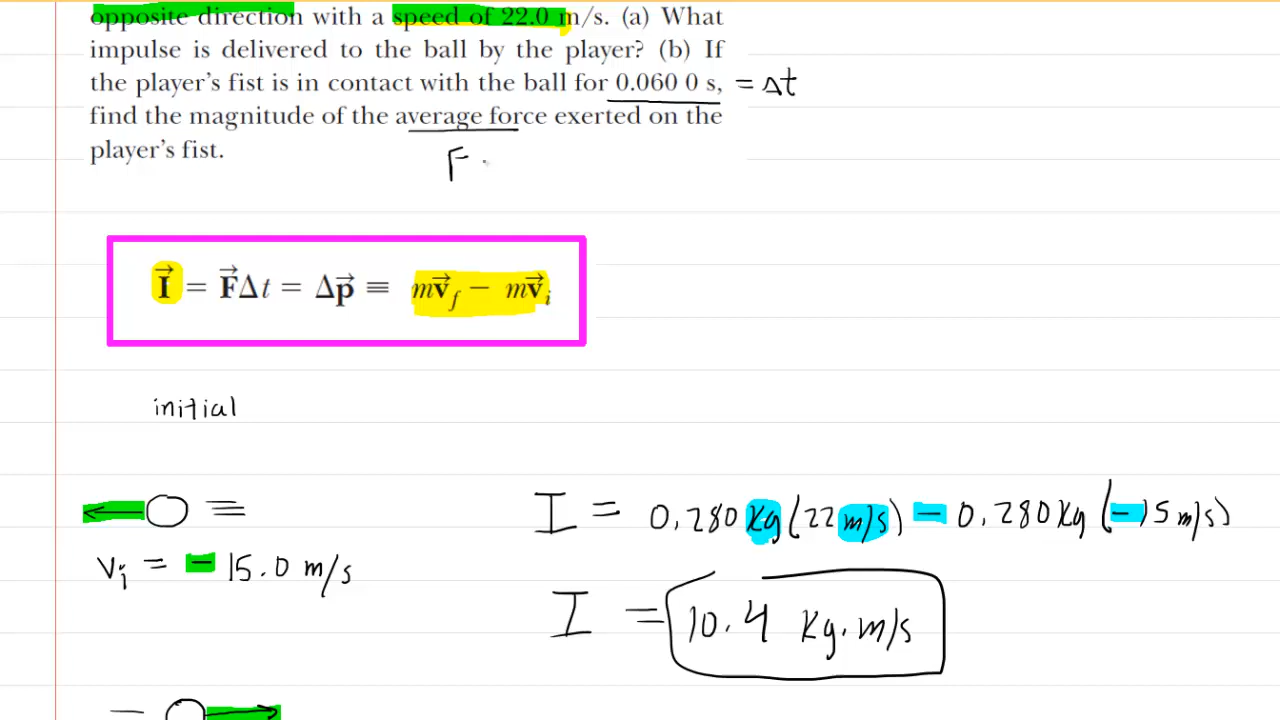 opposite direction with a speed of 22.0 m/s. (a) What
impulse is delivered to the ball by the player? (b) If
the player's fist is in contact with the ball for 0.060 0 s, = Δt
find the magnitude of the average force exerted on the
player's fist.
F
I⃗ = F⃗Δt = Δp⃗ ≡ mv⃗f − mv⃗i
initial
I = 0.280 kg (22 m/s) − 0.280 kg (−15 m/s)
vi = − 15.0 m/s
I = 10.4 kg.m/s